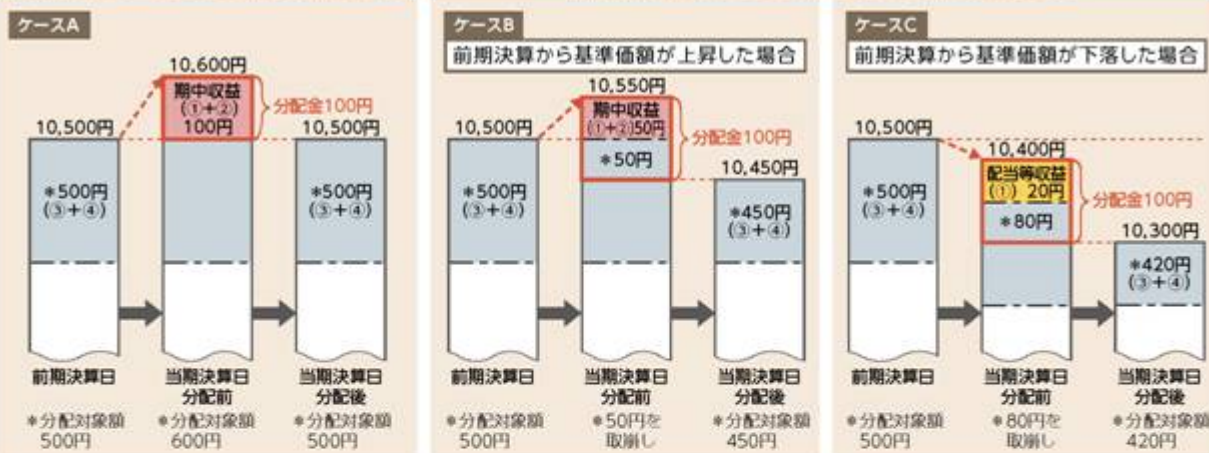 ケースA
10,600円
期中収益
(①+②)
100円
分配金100円
10,500円
10,500円
*500円
(③+④)
*500円
(③+④)
前期決算日
当期決算日
分配前
当期決算日
分配後
*分配対象額
500円
*分配対象額
600円
*分配対象額
500円
ケースB
前期決算から基準価額が上昇した場合
10,550円
期中収益
(①+②)50円
分配金100円
10,500円
*50円
10,450円
*500円
(③+④)
*450円
(③+④)
前期決算日
当期決算日
分配前
当期決算日
分配後
*分配対象額
500円
*50円を
取崩し
*分配対象額
450円
ケースC
前期決算から基準価額が下落した場合
10,500円
10,400円
配当等収益
(①) 20円
分配金100円
*500円
(③+④)
*80円
10,300円
*420円
(③+④)
前期決算日
当期決算日
分配前
当期決算日
分配後
*分配対象額
500円
*80円を
取崩し
*分配対象額
420円